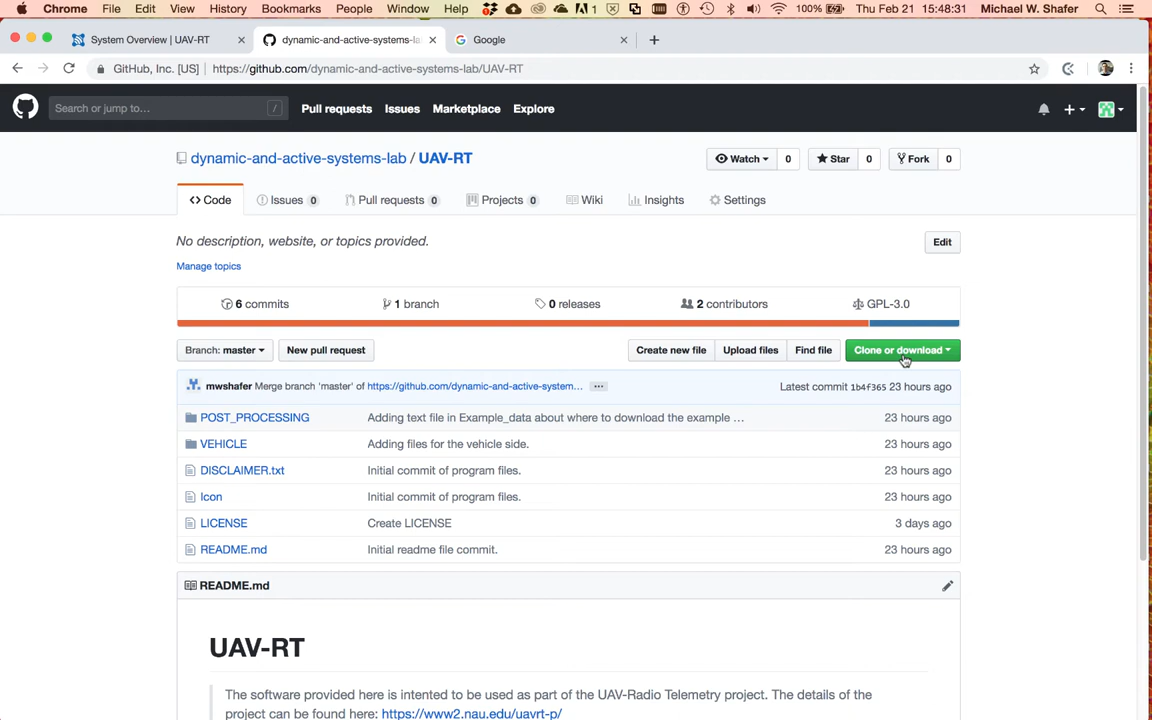 Chrome File Edit View History Bookmarks People Window Help 1 100% Thu Feb 21 15:48:31 Michael W. Shafer
System Overview | UAV-RT × dynamic-and-active-systems-la × Google × +
GitHub, Inc. [US] https://github.com/dynamic-and-active-systems-lab/UAV-RT
Search or jump to... / Pull requests Issues Marketplace Explore
dynamic-and-active-systems-lab / UAV-RT Watch 0 Star 0 Fork 0
<> Code Issues 0 Pull requests 0 Projects 0 Wiki Insights Settings
No description, website, or topics provided. Edit
Manage topics
6 commits 1 branch 0 releases 2 contributors GPL-3.0
Branch: master New pull request Create new file Upload files Find file Clone or download
mwshafer Merge branch 'master' of https://github.com/dynamic-and-active-system... ... Latest commit 1b4f365 23 hours ago
POST_PROCESSING Adding text file in Example_data about where to download the example ... 23 hours ago
VEHICLE Adding files for the vehicle side. 23 hours ago
DISCLAIMER.txt Initial commit of program files. 23 hours ago
Icon Initial commit of program files. 23 hours ago
LICENSE Create LICENSE 3 days ago
README.md Initial readme file commit. 23 hours ago
README.md
UAV-RT
The software provided here is intented to be used as part of the UAV-Radio Telemetry project. The details of the
project can be found here: https://www2.nau.edu/uavrt-p/